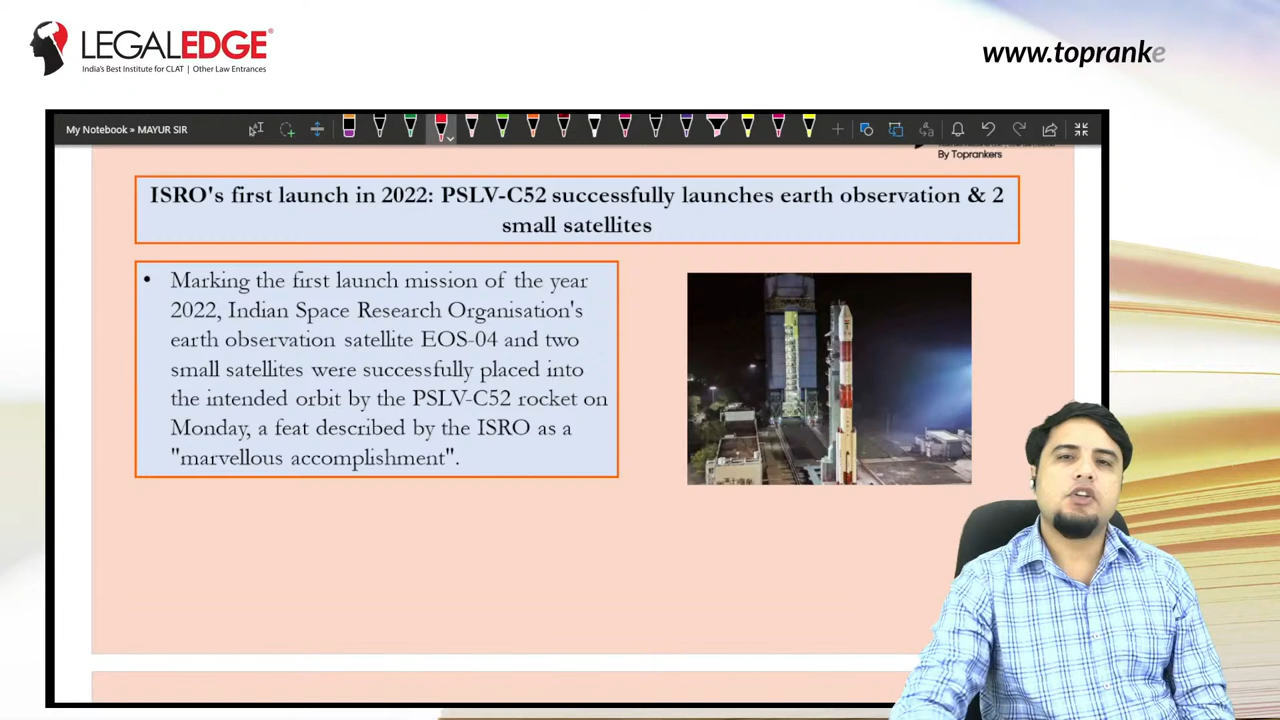 LEGALEDGE
India's Best Institute for CLAT | Other Law Entrances
www.topranke
My Notebook » MAYUR SIR
By Toprankers
ISRO's first launch in 2022: PSLV-C52 successfully launches earth observation & 2
small satellites
• Marking the first launch mission of the year
2022, Indian Space Research Organisation's
earth observation satellite EOS-04 and two
small satellites were successfully placed into
the intended orbit by the PSLV-C52 rocket on
Monday, a feat described by the ISRO as a
"marvellous accomplishment".